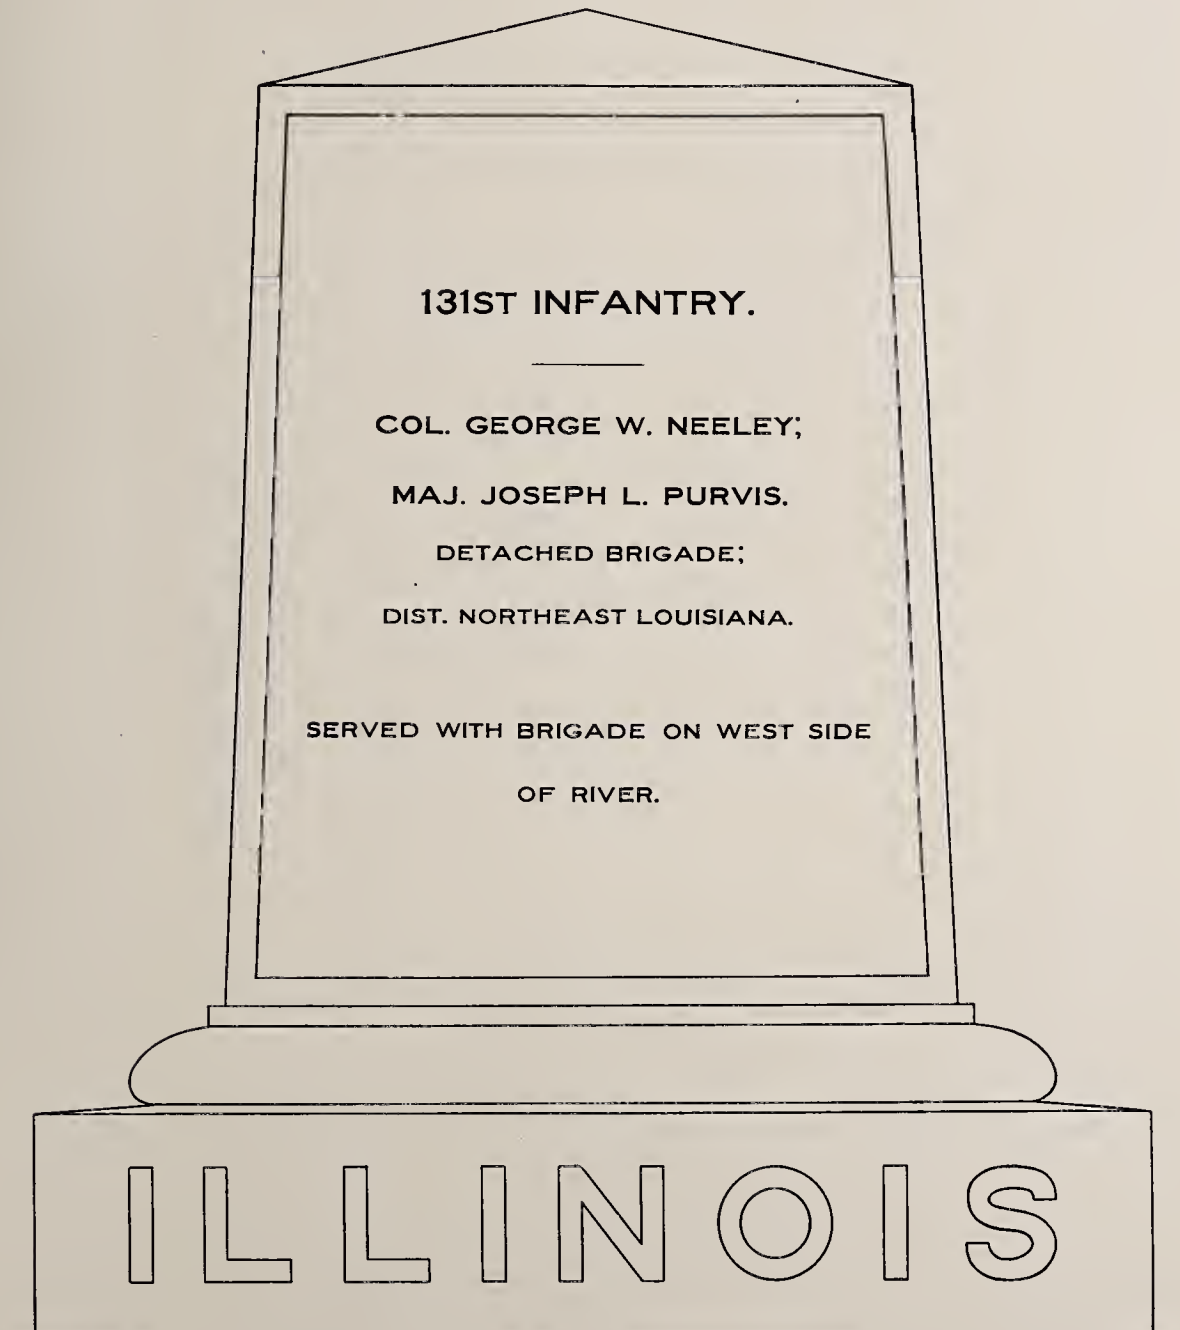 131ST INFANTRY.
COL. GEORGE W. NEELEY;
MAJ. JOSEPH L. PURVIS.
DETACHED BRIGADE;
DIST. NORTHEAST LOUISIANA.
SERVED WITH BRIGADE ON WEST SIDE
OF RIVER.
ILLINOIS